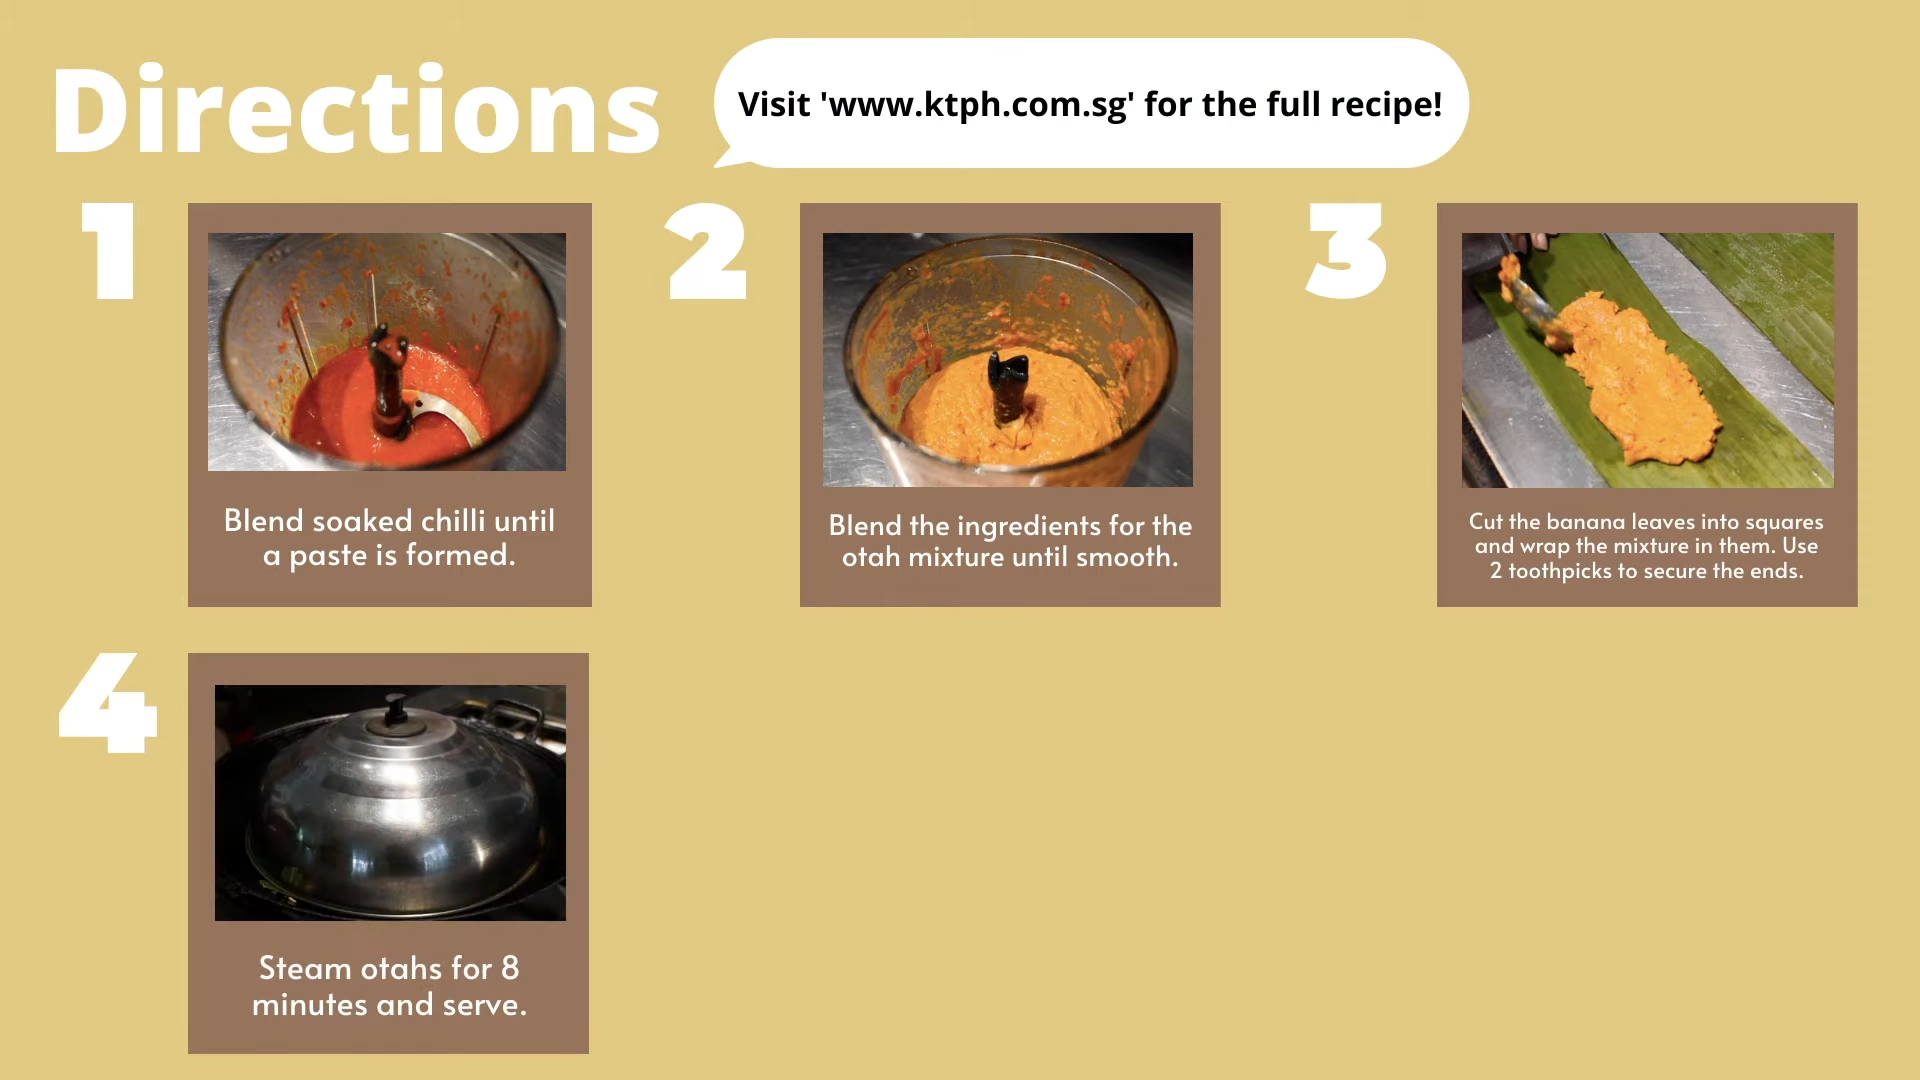 Directions
Visit 'www.ktph.com.sg' for the full recipe!
1
Blend soaked chilli until
a paste is formed.
2
Blend the ingredients for the
otah mixture until smooth.
3
Cut the banana leaves into squares
and wrap the mixture in them. Use
2 toothpicks to secure the ends.
4
Steam otahs for 8
minutes and serve.